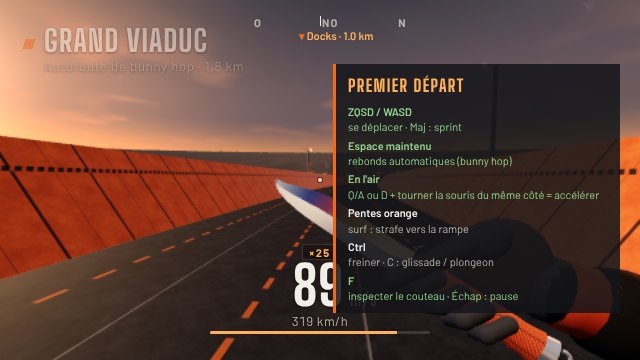 O NO N
▼Docks · 1.0 km
GRAND VIADUC
Autoroute de bunny hop · 1,8 km
PREMIER DÉPART
ZQSD / WASD
se déplacer · Maj : sprint
Espace maintenu
rebonds automatiques (bunny hop)
En l'air
Q/A ou D + tourner la souris du même côté = accélérer
Pentes orange
surf : strafe vers la rampe
Ctrl
freiner · C : glissade / plongeon
F
inspecter le couteau · Échap : pause
×25
89
319 km/h